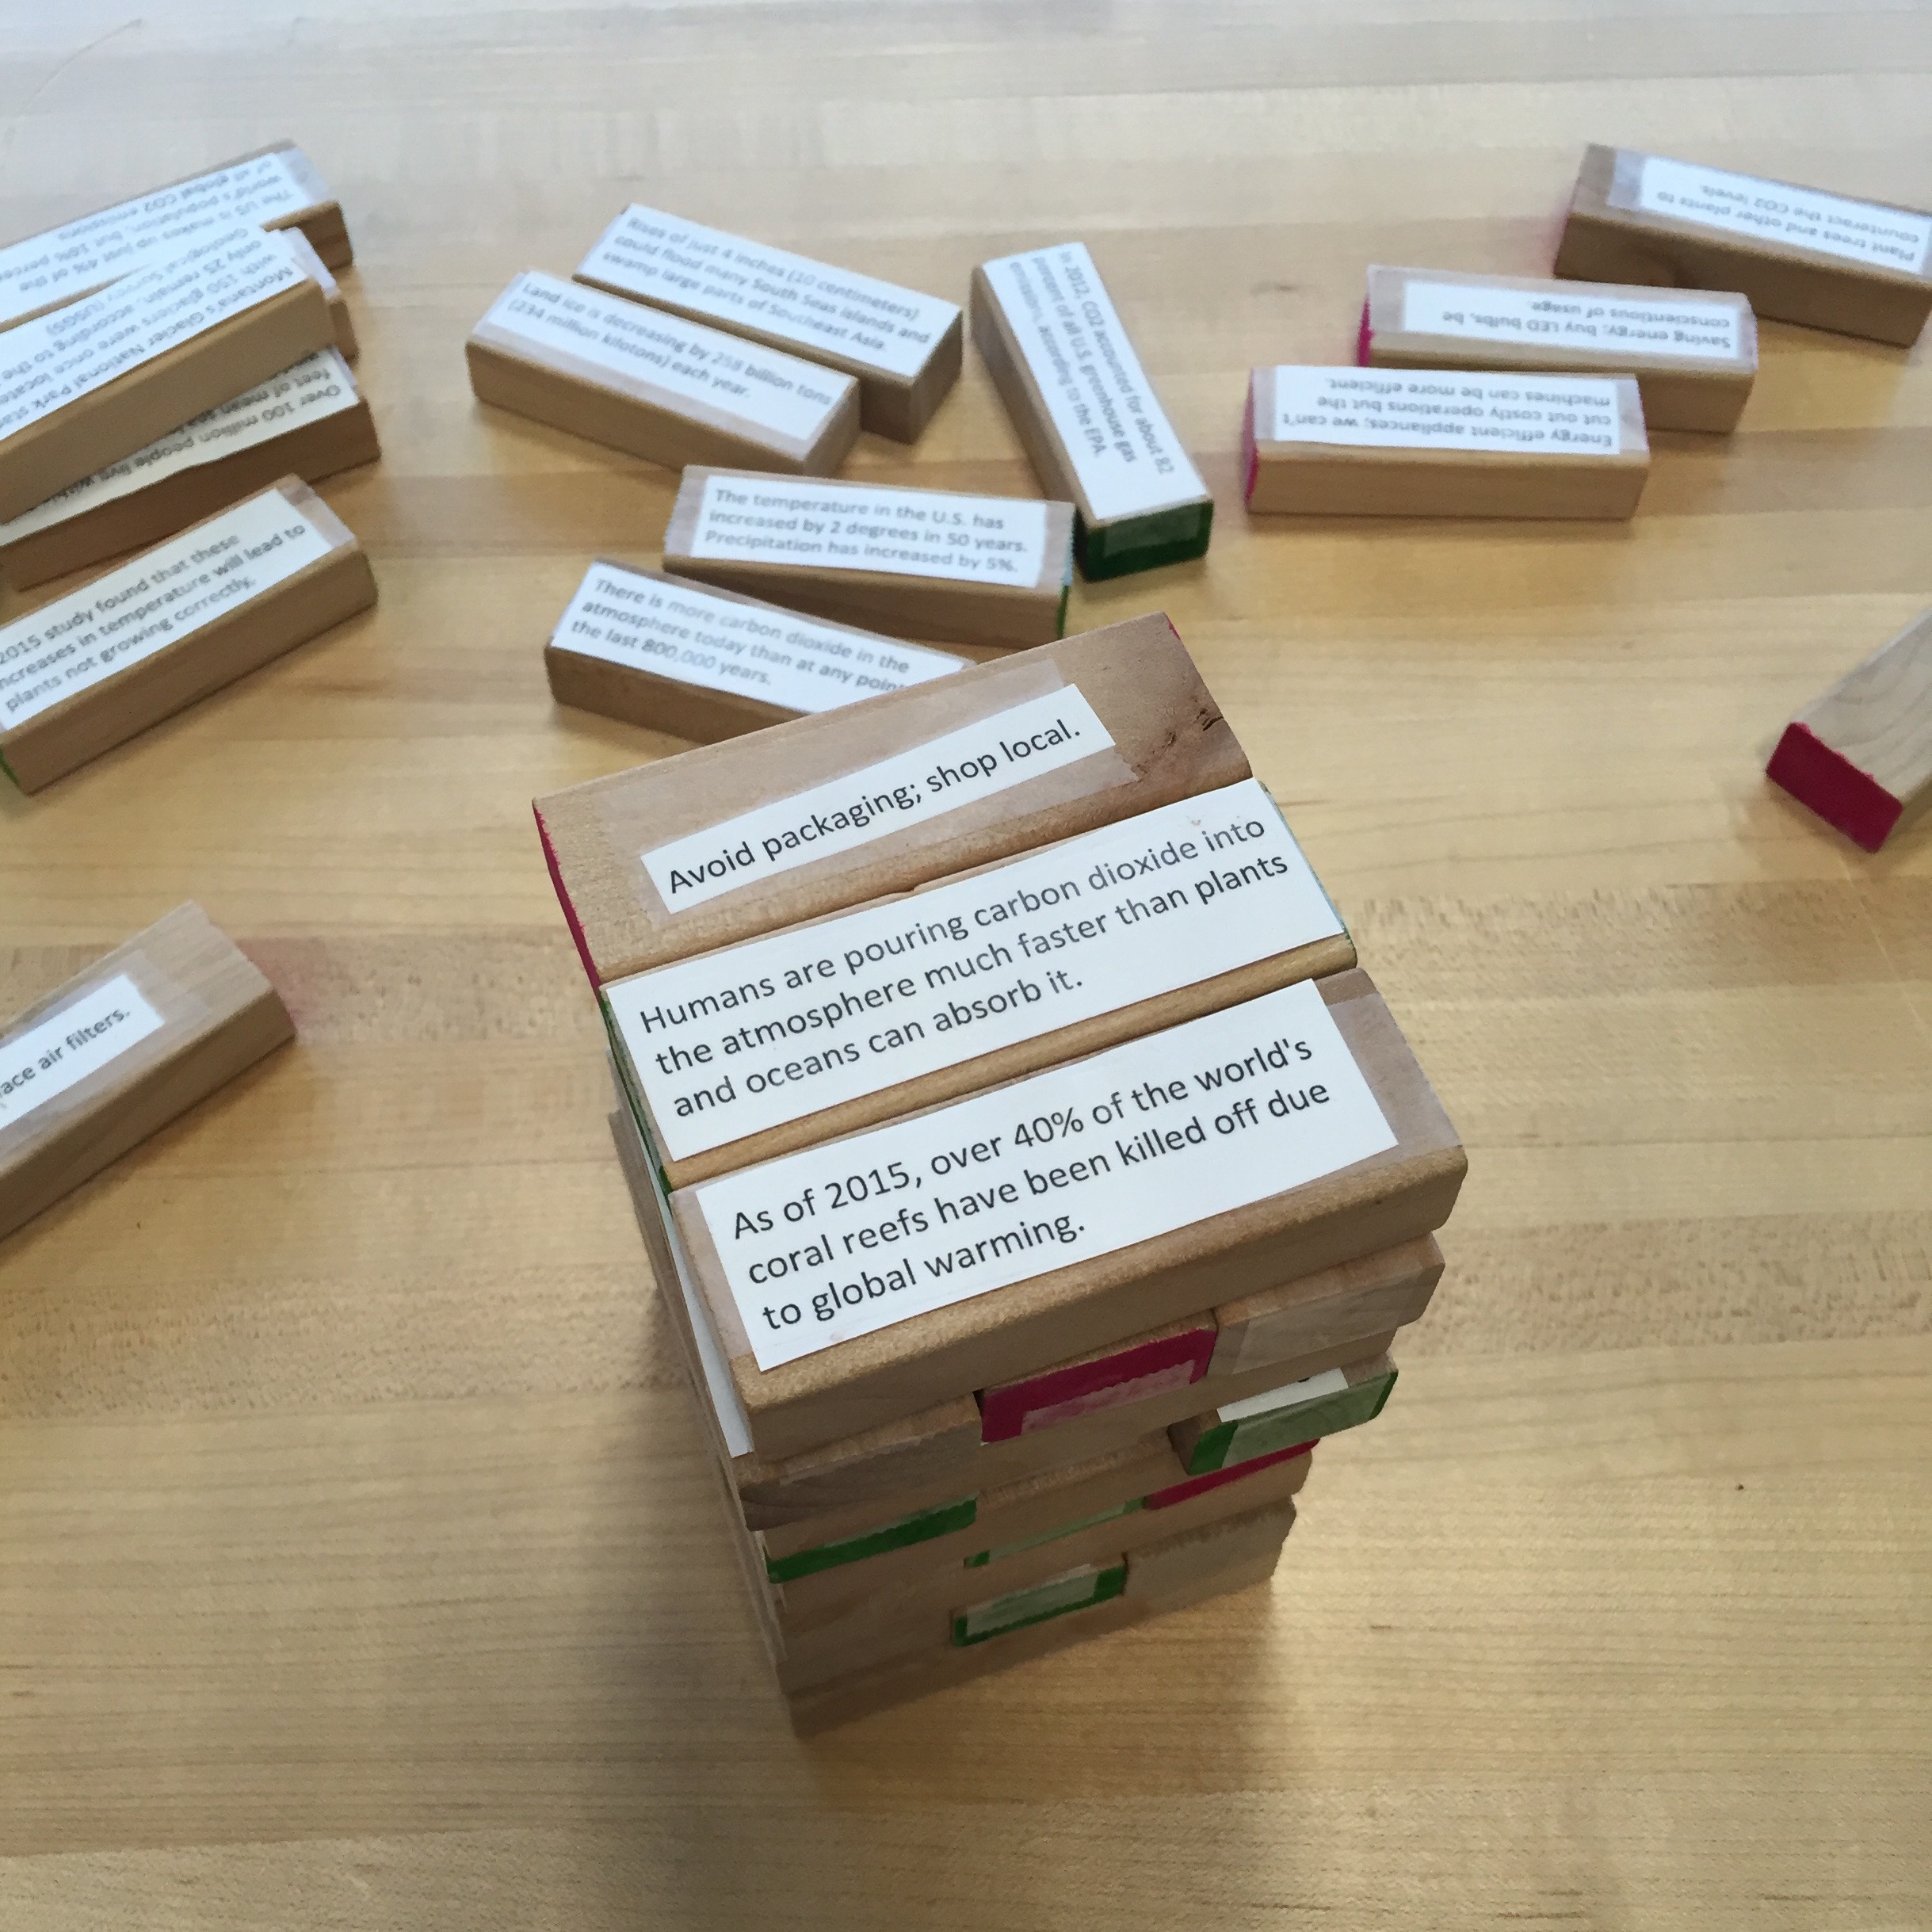 The US is makes up just 4% of the
world's population, but 16% percent
of all global CO2 emissions
Geological Survey (USGS)
only 25 remain, according to the
with 150 glaciers were once located
Montana's Glacier National Park
Over 100 million people live within
feet of mean sea
2015 study found that these
increases in temperature will lead to
plants not growing correctly.
Rises of just 4 inches (10 centimeters)
could flood many South Seas islands and
swamp large parts of Southeast Asia.
Land ice is decreasing by 258 billion tons
(234 million kilotons) each year.
In 2012, CO2 accounted for about 82
percent of all U.S. greenhouse gas
emissions, according to the EPA.
Plant trees and other plants to
counteract the CO2 levels.
Saving energy; buy LED bulbs, be
conscientious of usage.
Energy efficient appliances; we can't
cut out costly operations but the
machines can be more efficient.
The temperature in the U.S. has
increased by 2 degrees in 50 years.
Precipitation has increased by 5%.
There is more carbon dioxide in the
atmosphere today than at any point
the last 800,000 years.
Avoid packaging; shop local.
Humans are pouring carbon dioxide into
the atmosphere much faster than plants
and oceans can absorb it.
As of 2015, over 40% of the world's
coral reefs have been killed off due
to global warming.
air filters.